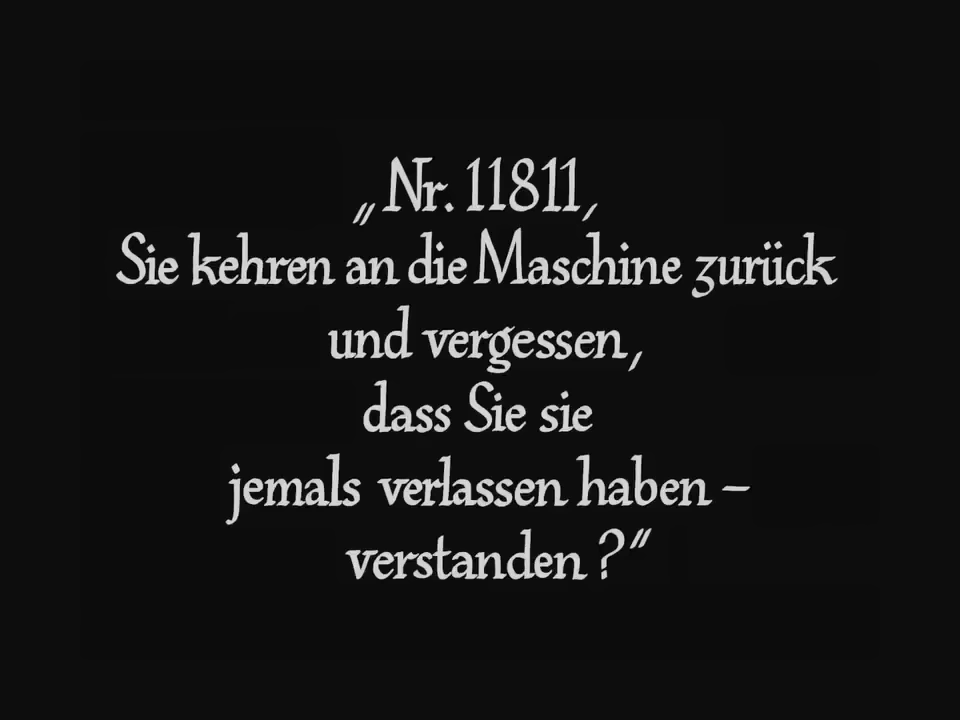 „Nr. 11811,
Sie kehren an die Maschine zurück
und vergessen,
dass Sie sie
jemals verlassen haben –
verstanden?“